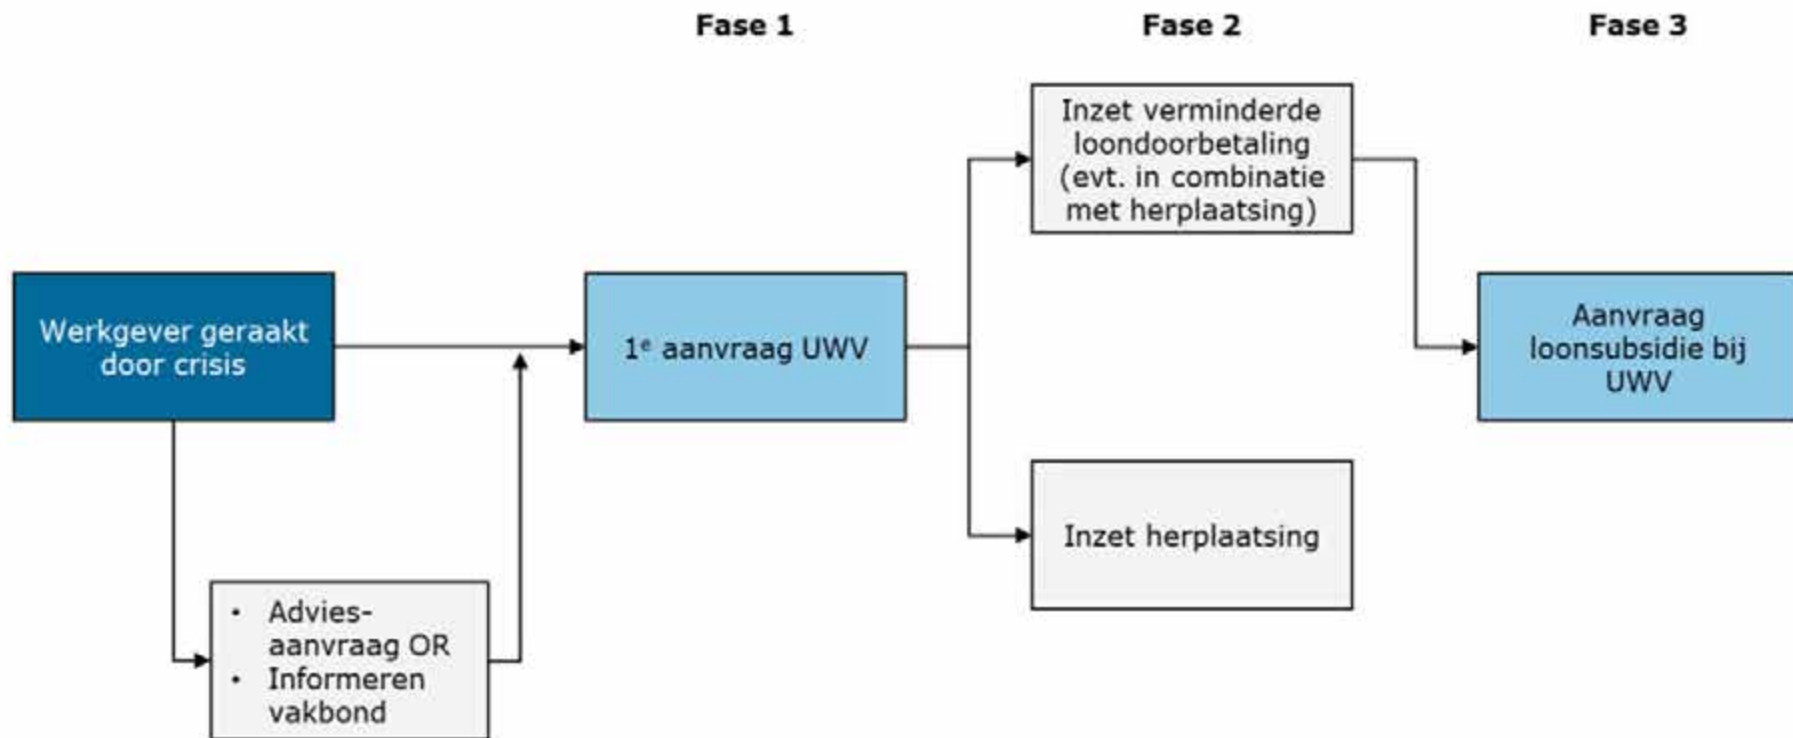 Fase 1
Fase 2
Fase 3
Werkgever geraakt
door crisis
• Advies-
aanvraag OR
• Informeren
vakbond
1e aanvraag UWV
Inzet verminderde
loondoorbetaling
(evt. in combinatie
met herplaatsing)
Inzet herplaatsing
Aanvraag
loonsubsidie bij
UWV